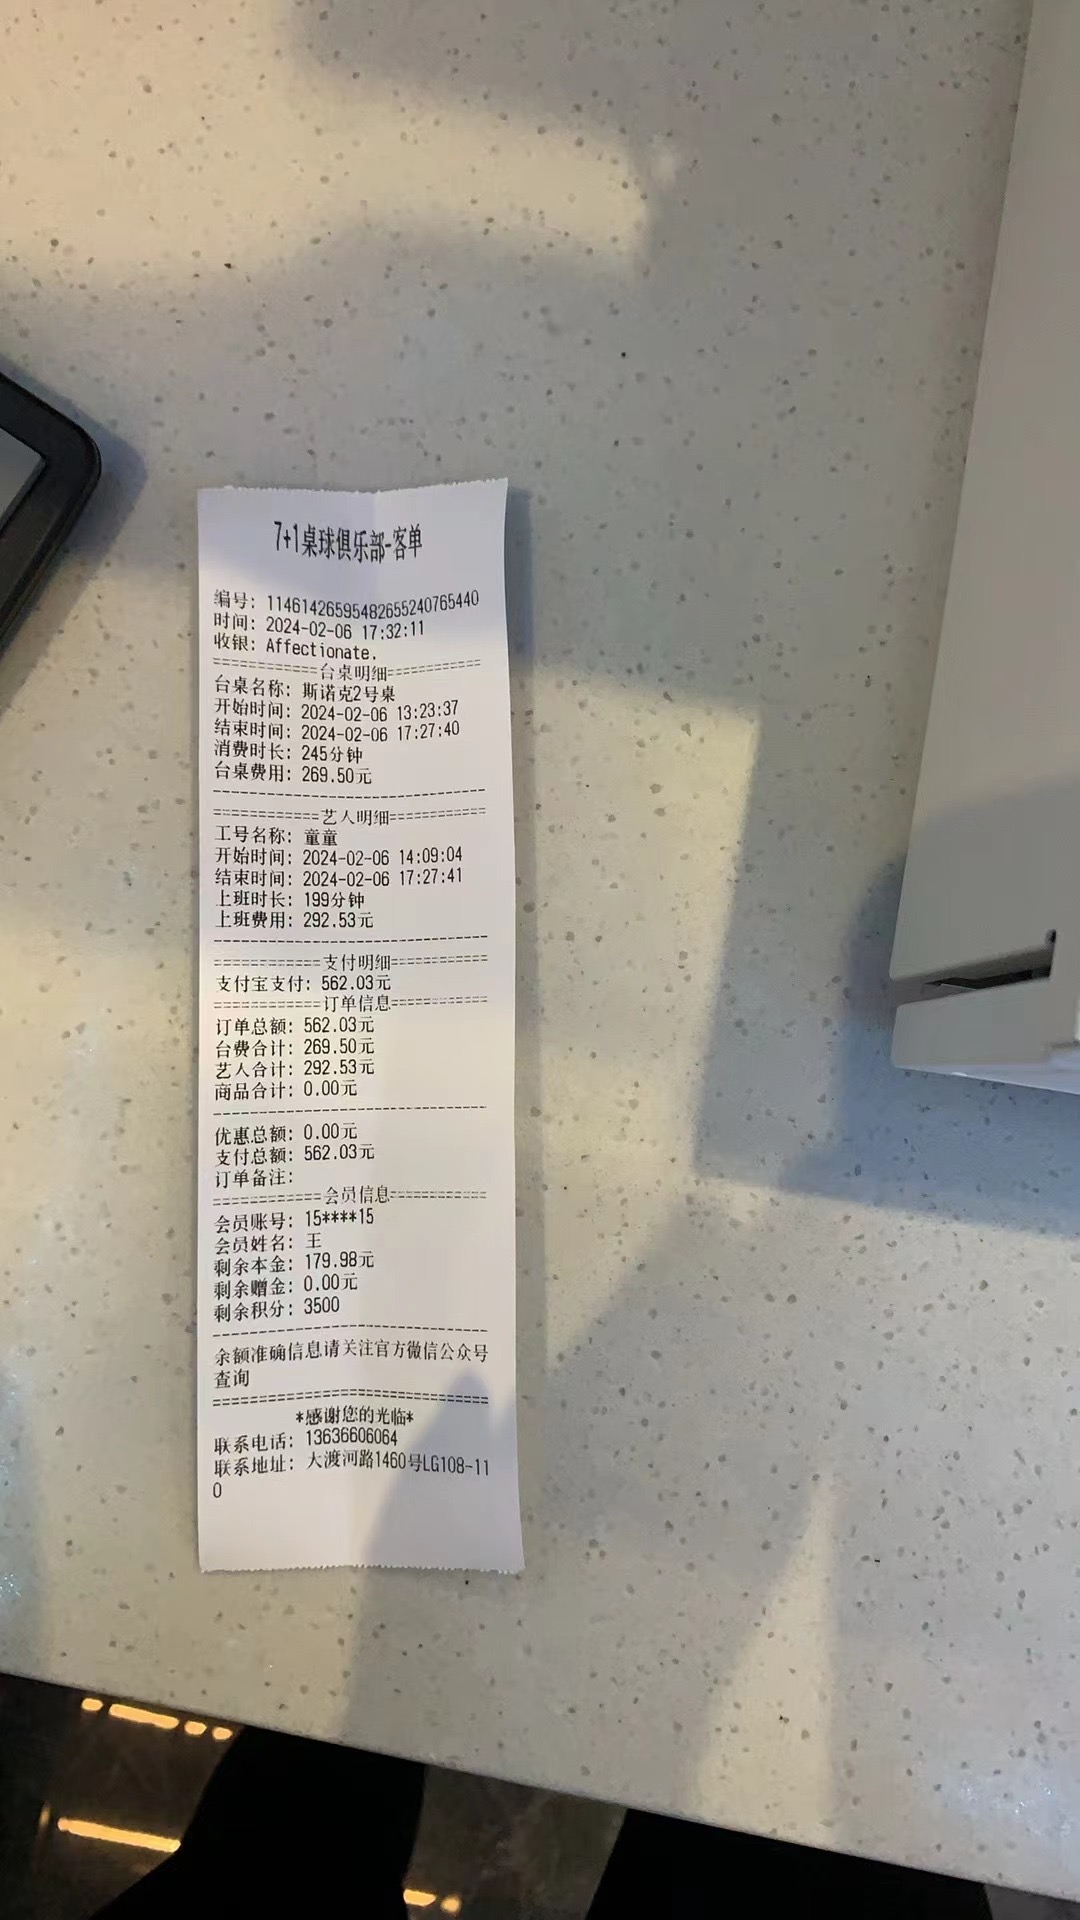 7+1桌球俱乐部-客单
编号: 11461426595482655240765440
时间: 2024-02-06 17:32:11
收银: Affectionate.
============台桌明细===========
台桌名称: 斯诺克2号桌
开始时间: 2024-02-06 13:23:37
结束时间: 2024-02-06 17:27:40
消费时长: 245分钟
台桌费用: 269.50元
--------------------------------
============艺人明细===========
工号名称: 童童
开始时间: 2024-02-06 14:09:04
结束时间: 2024-02-06 17:27:41
上班时长: 199分钟
上班费用: 292.53元
--------------------------------
============支付明细===========
支付宝支付: 562.03元
============订单信息===========
订单总额: 562.03元
台费合计: 269.50元
艺人合计: 292.53元
商品合计: 0.00元
--------------------------------
优惠总额: 0.00元
支付总额: 562.03元
订单备注:
============会员信息===========
会员账号: 15****15
会员姓名: 王
剩余本金: 179.98元
剩余赠金: 0.00元
剩余积分: 3500
--------------------------------
余额准确信息请关注官方微信公众号
查询
================================
*感谢您的光临*
联系电话: 13636606064
联系地址: 大渡河路1460号LG108-11
0